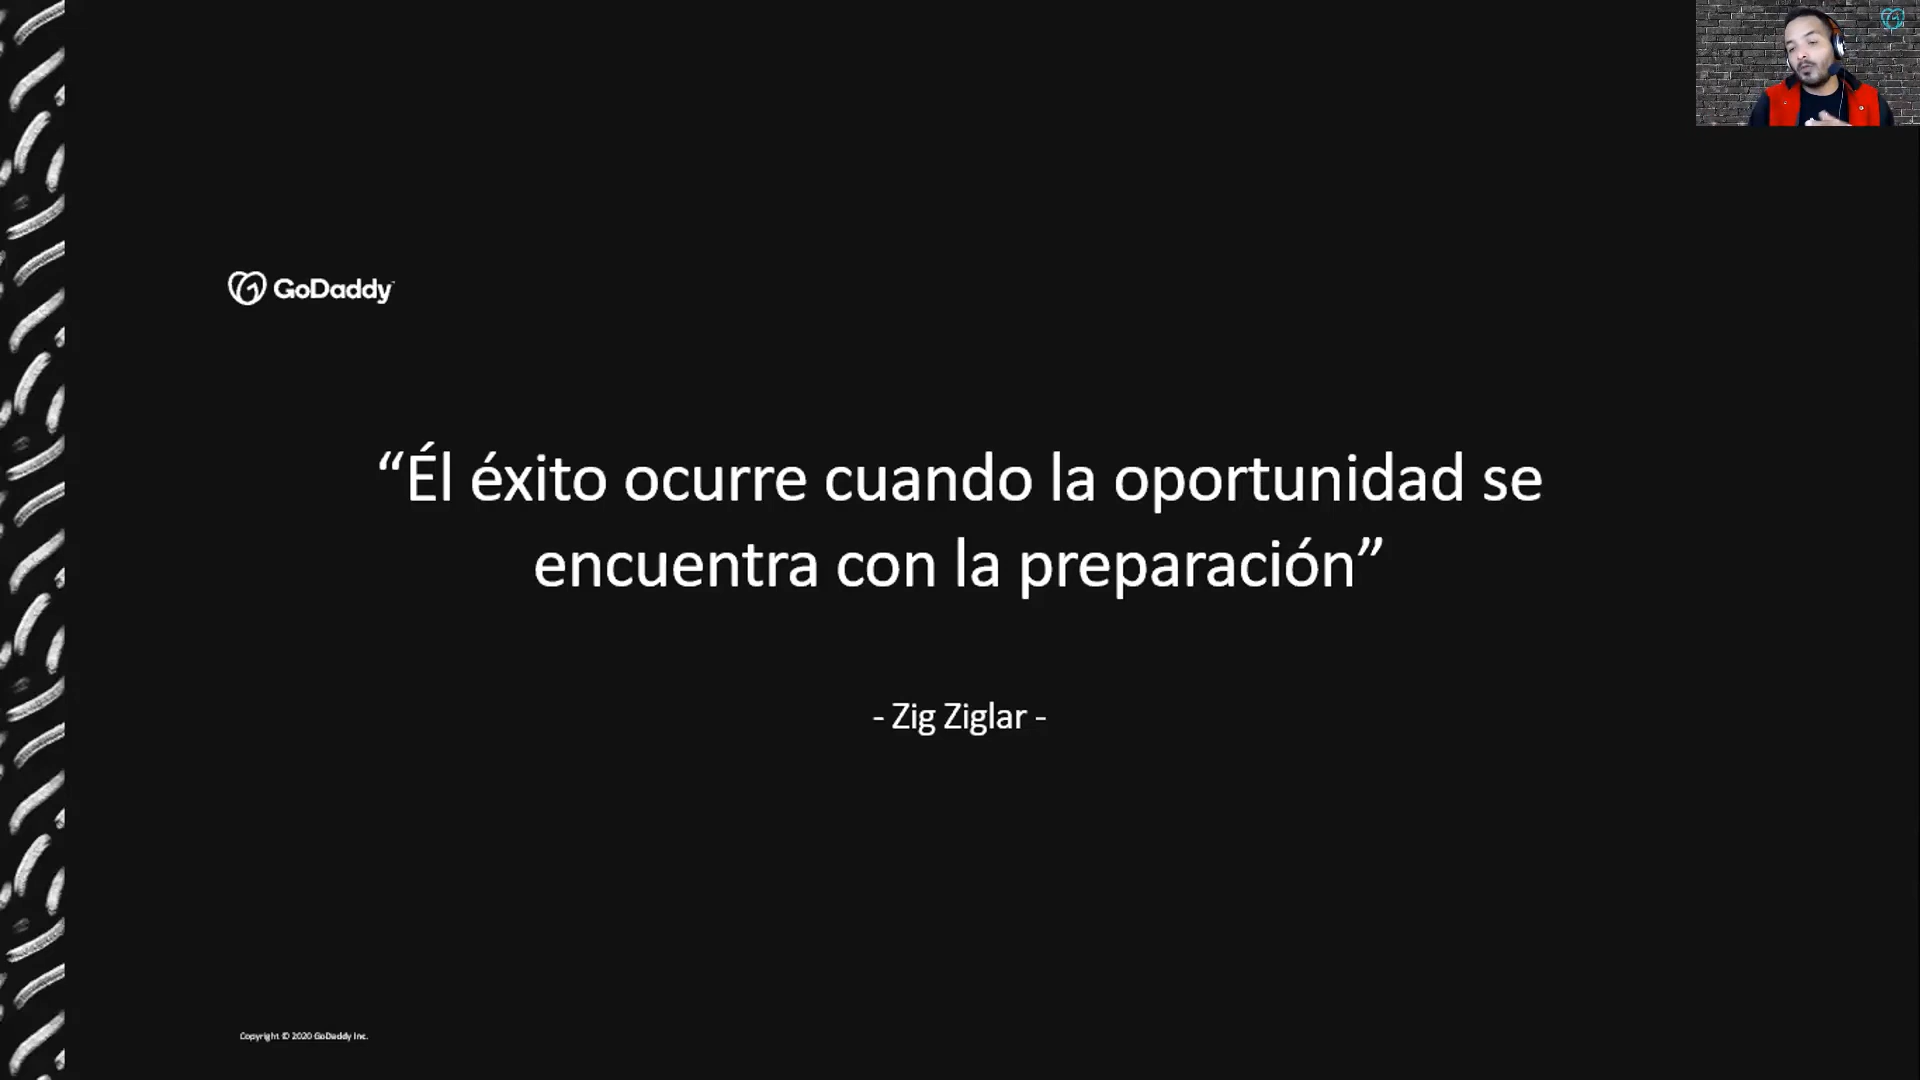 GoDaddy
“Él éxito ocurre cuando la oportunidad se
encuentra con la preparación”
- Zig Ziglar -
Copyright © 2020 GoDaddy Inc.